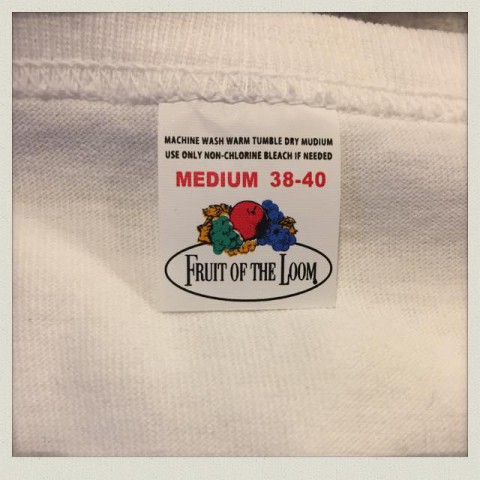 MACHINE WASH WARM TUMBLE DRY MUDIUM
USE ONLY NON-CHLORINE BLEACH IF NEEDED
MEDIUM 38-40
FRUIT OF THE LOOM